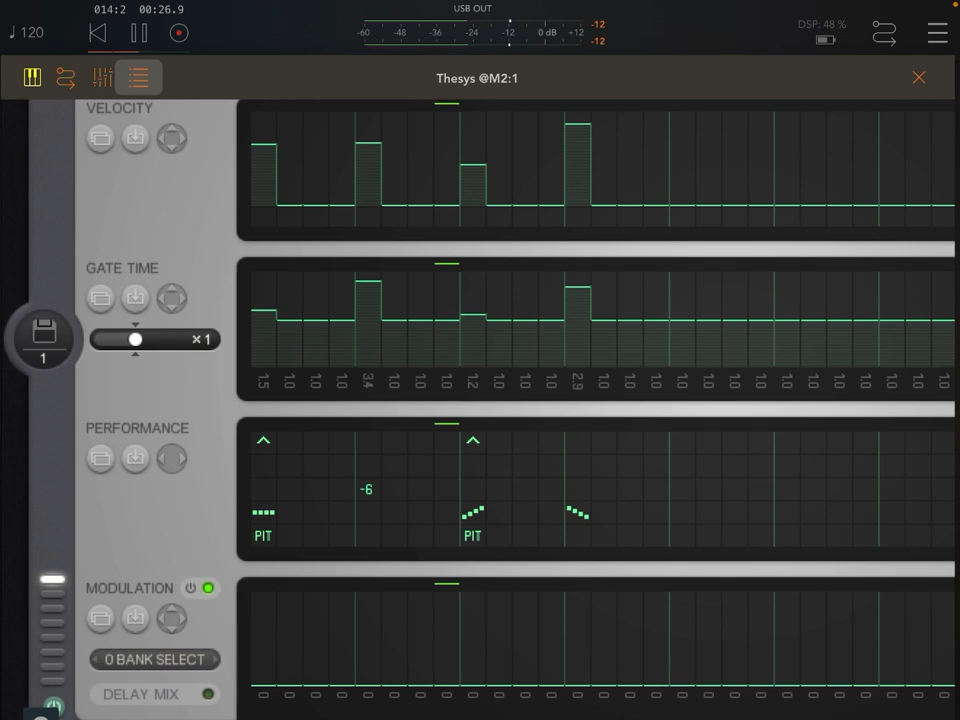 014:2 00:26.9
USB OUT
120
-60 -48 -36 -24 -12 0 dB +12
-12
-12
DSP: 48 %
Thesys @M2:1
VELOCITY
GATE TIME
×1
1
1.5 1.0 1.0 1.0 3.4 1.0 1.0 1.0 1.2 1.0 1.0 1.0 2.9 1.0 1.0 1.0 1.0 1.0 1.0 1.0 1.0 1.0 1.0 1.0 1.0 1.0 1.0
PERFORMANCE
-6
PIT PIT
MODULATION
0 BANK SELECT
DELAY MIX
0 0 0 0 0 0 0 0 0 0 0 0 0 0 0 0 0 0 0 0 0 0 0 0 0 0 0